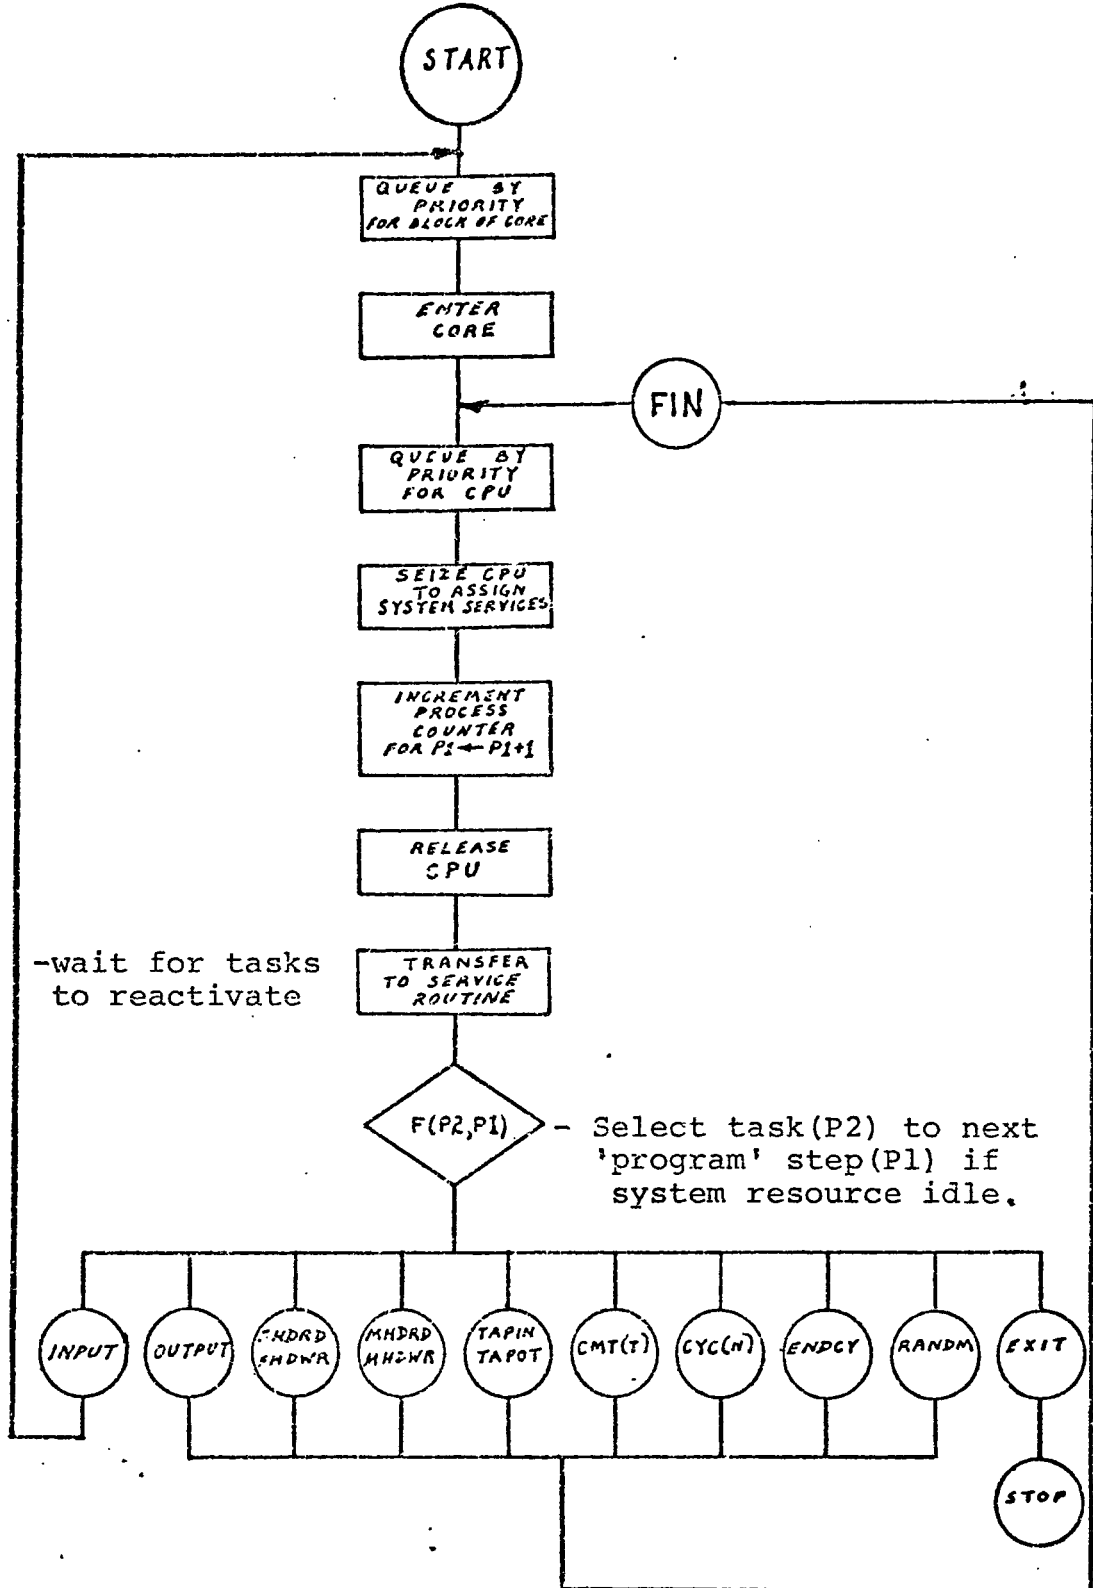 START
QUEUE BY
PRIORITY
FOR BLOCK OF CORE
ENTER
CORE
FIN
QUEUE BY
PRIORITY
FOR CPU
SEIZE CPU
TO ASSIGN
SYSTEM SERVICES
INCREMENT
PROCESS
COUNTER
FOR P1 ← P1+1
RELEASE
CPU
-wait for tasks
to reactivate
TRANSFER
TO SERVICE
ROUTINE
F(P2,P1)
- Select task(P2) to next
'program' step(P1) if
system resource idle.
INPUT
OUTPUT
MHDRD
TAPIN
TAPOT
CMT(T)
CYC(N)
ENDCY
RANDM
EXIT
STOP